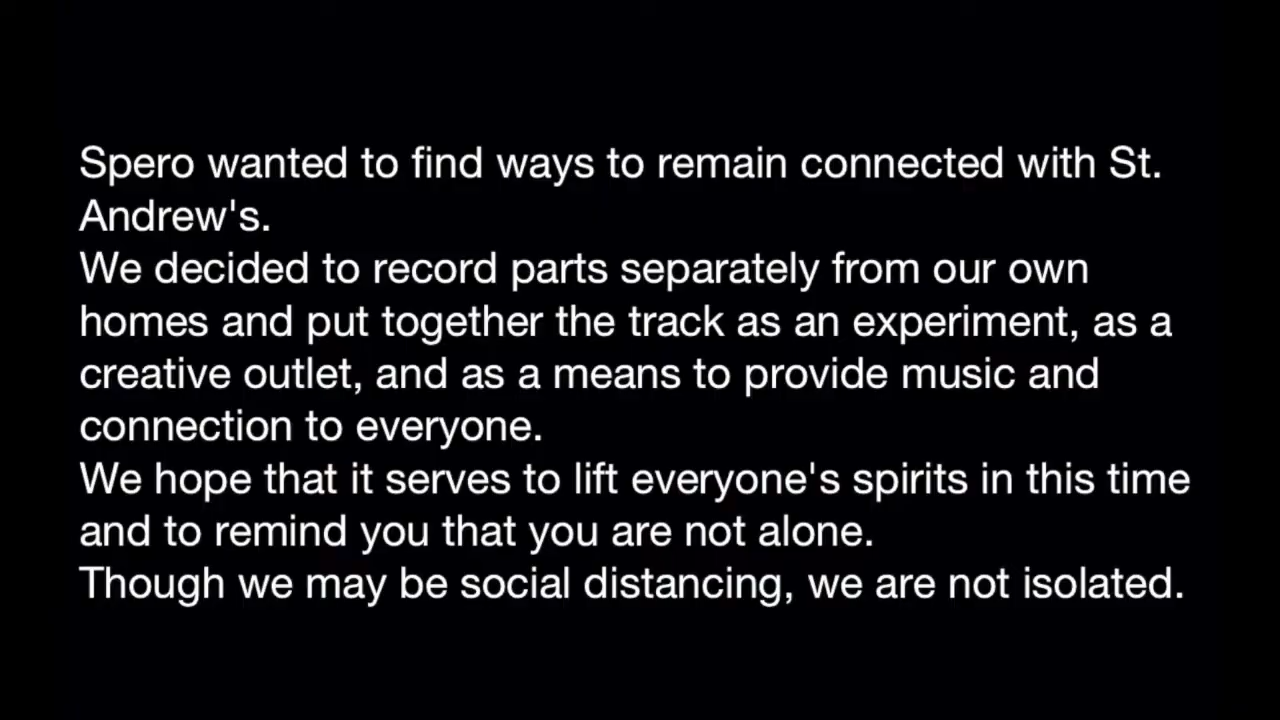 Spero wanted to find ways to remain connected with St.
Andrew's.
We decided to record parts separately from our own
homes and put together the track as an experiment, as a
creative outlet, and as a means to provide music and
connection to everyone.
We hope that it serves to lift everyone's spirits in this time
and to remind you that you are not alone.
Though we may be social distancing, we are not isolated.